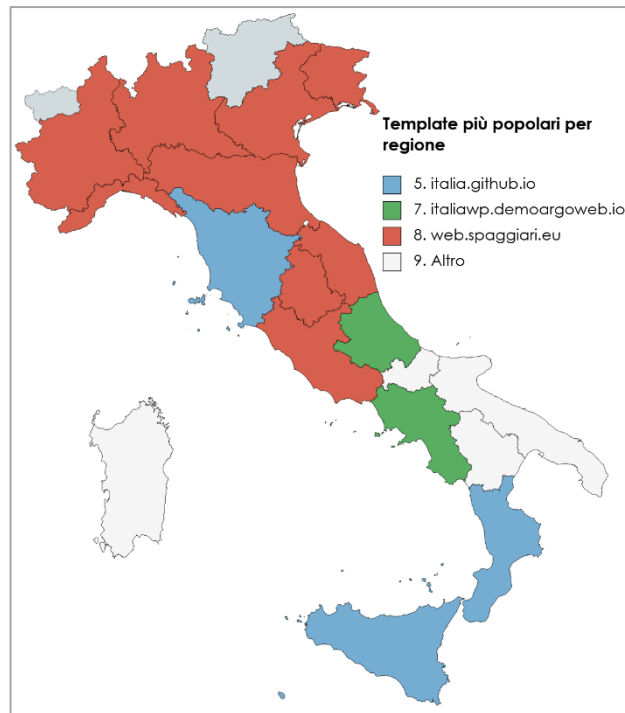 Template più popolari per
regione
5. italia.github.io
7. italiawp.demoargoweb.io
8. web.spaggiari.eu
9. Altro